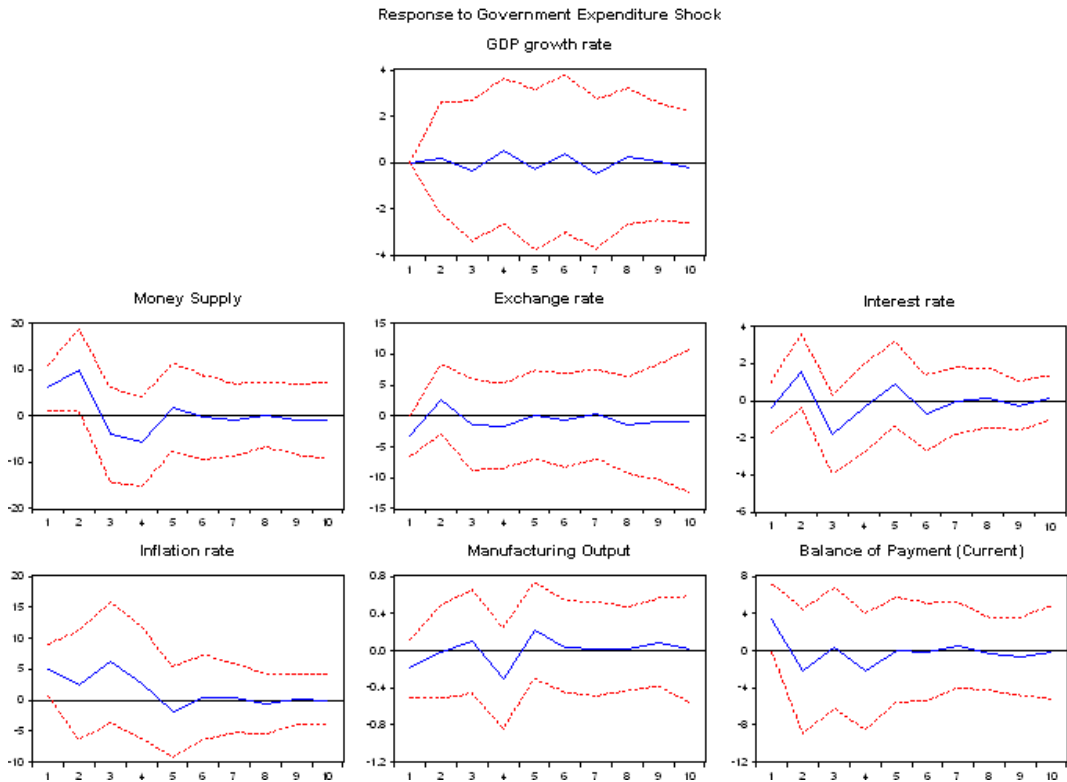 Response to Government Expenditure Shock
GDP growth rate
4
2
0
-2
-4
1 2 3 4 5 6 7 8 9 10
Money Supply
20
10
0
-10
-20
1 2 3 4 5 6 7 8 9 10
Exchange rate
15
10
5
0
-5
-10
-15
1 2 3 4 5 6 7 8 9 10
Interest rate
4
2
0
-2
-4
-6
1 2 3 4 5 6 7 8 9 10
Inflation rate
20
15
10
5
0
-5
-10
1 2 3 4 5 6 7 8 9 10
Manufacturing Output
0.8
0.4
0.0
-0.4
-0.8
-1.2
1 2 3 4 5 6 7 8 9 10
Balance of Payment (Current)
8
4
0
-4
-8
-12
1 2 3 4 5 6 7 8 9 10